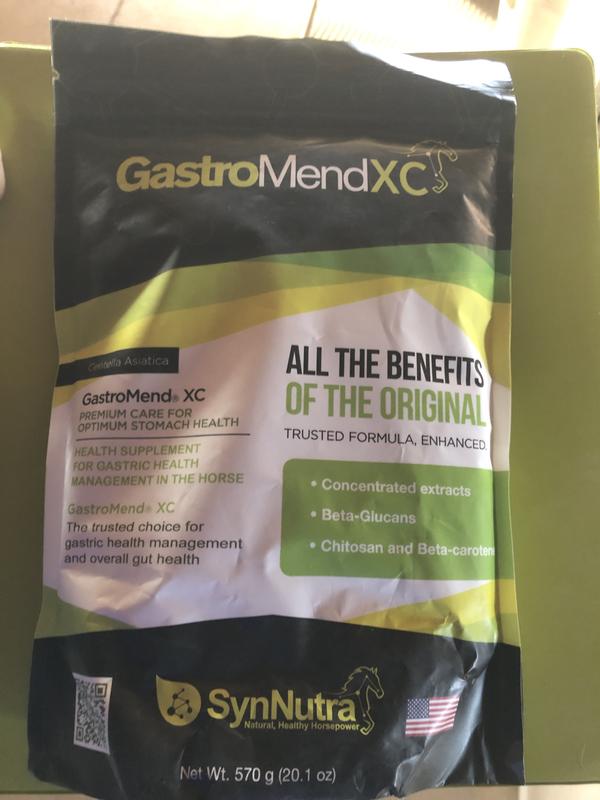 GastroMendXC
Centella Asiatica
GastroMend® XC
PREMIUM CARE FOR
OPTIMUM STOMACH HEALTH
HEALTH SUPPLEMENT
FOR GASTRIC HEALTH
MANAGEMENT IN THE HORSE
GastroMend® XC
The trusted choice for
gastric health management
and overall gut health
ALL THE BENEFITS
OF THE ORIGINAL
TRUSTED FORMULA, ENHANCED.
• Concentrated extracts
• Beta-Glucans
• Chitosan and Beta-carotene
SynNutra
Natural, Healthy Horsepower
Net Wt. 570 g (20.1 oz)